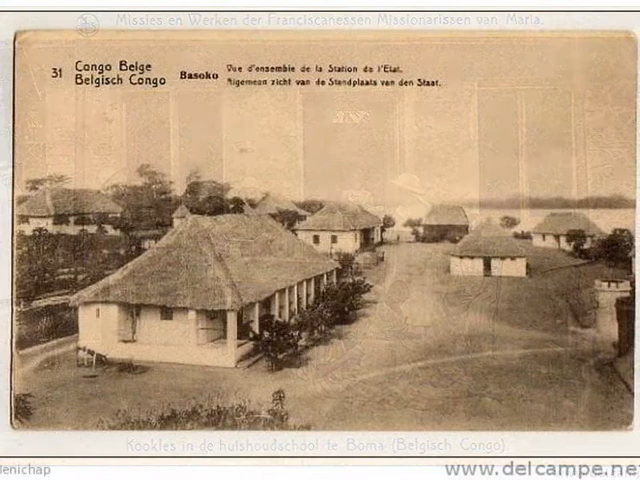 Missies en Werken der Franciscanessen Missionarissen van Maria.
31 Congo Belge
Belgisch Congo
Basoko
Vue d'ensemble de la Station de l'Etat.
Algemeen zicht van de Standplaats van den Staat.
Kookles in de huishoudschool te Boma (Belgisch Congo).
lenichap
www.delcampe.net